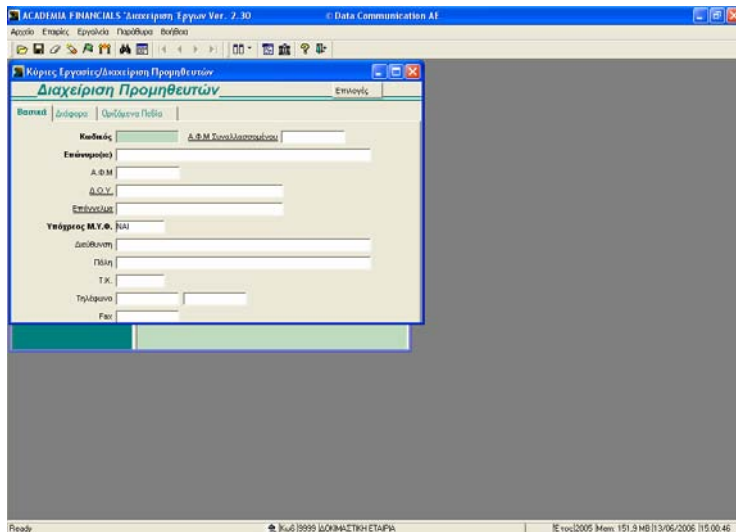 ACADEMIA FINANCIALS 'Διαχείριση Έργων Ver. 2.30 © Data Communication AE
Αρχείο Εταιρίες Εργαλεία Παράθυρα Βοήθεια
Κύριες Εργασίες/Διαχείριση Προμηθευτών
Διαχείριση Προμηθευτών Επιλογές
Βασικά Διάφορα Οριζόμενα Πεδία
Κωδικός Α.Φ.Μ Συναλλασσομένου
Επώνυμο(ια)
Α.Φ.Μ
Δ.Ο.Υ.
Επάγγελμα
Υπόχρεος Μ.Υ.Φ. ΝΑΙ
Διεύθυνση
Πόλη
Τ.Κ.
Τηλέφωνα
Fax
Ready Κωδ 9999 ΔΟΚΙΜΑΣΤΙΚΗ ΕΤΑΙΡΙΑ Έτος 2005 Mem: 151,9 MB 13/06/2006 15:00:46